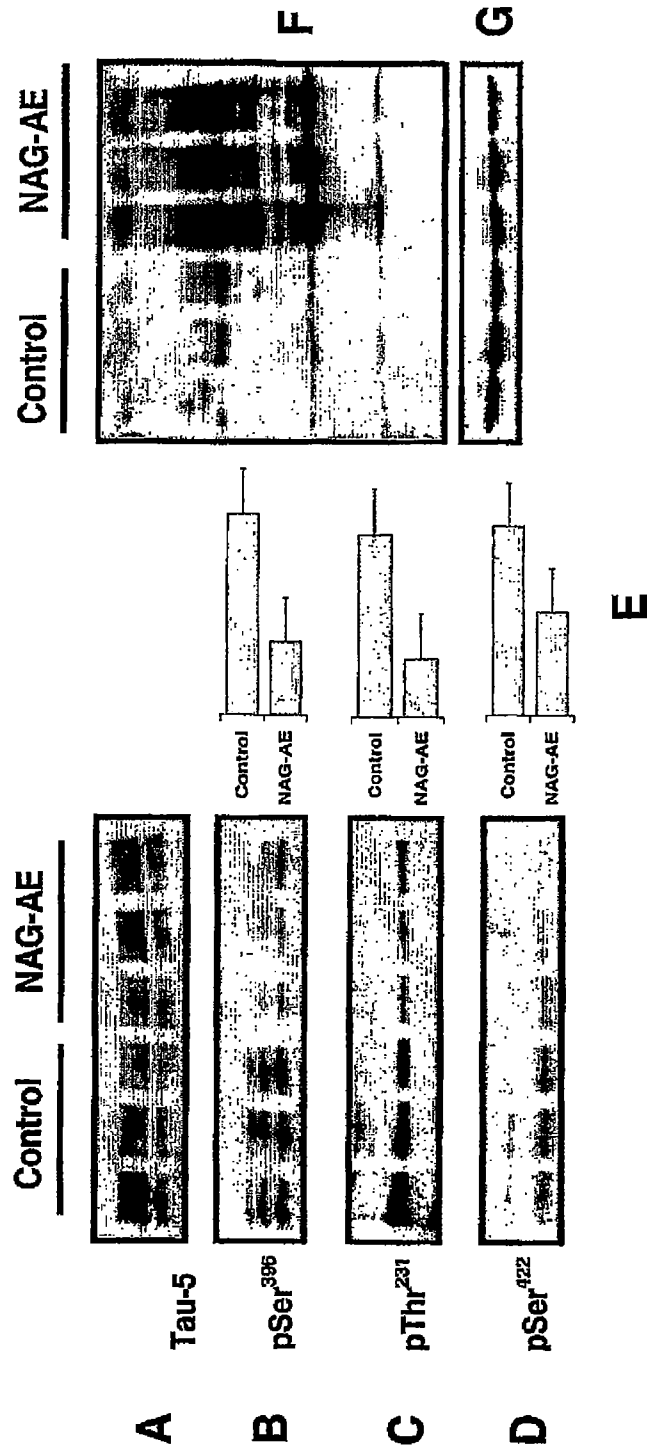 A
Tau-5
Control
NAG-AE
B
pSer396
Control
NAG-AE
C
pThr231
Control
NAG-AE
D
pSer422
Control
NAG-AE
E
Control
NAG-AE
F
G